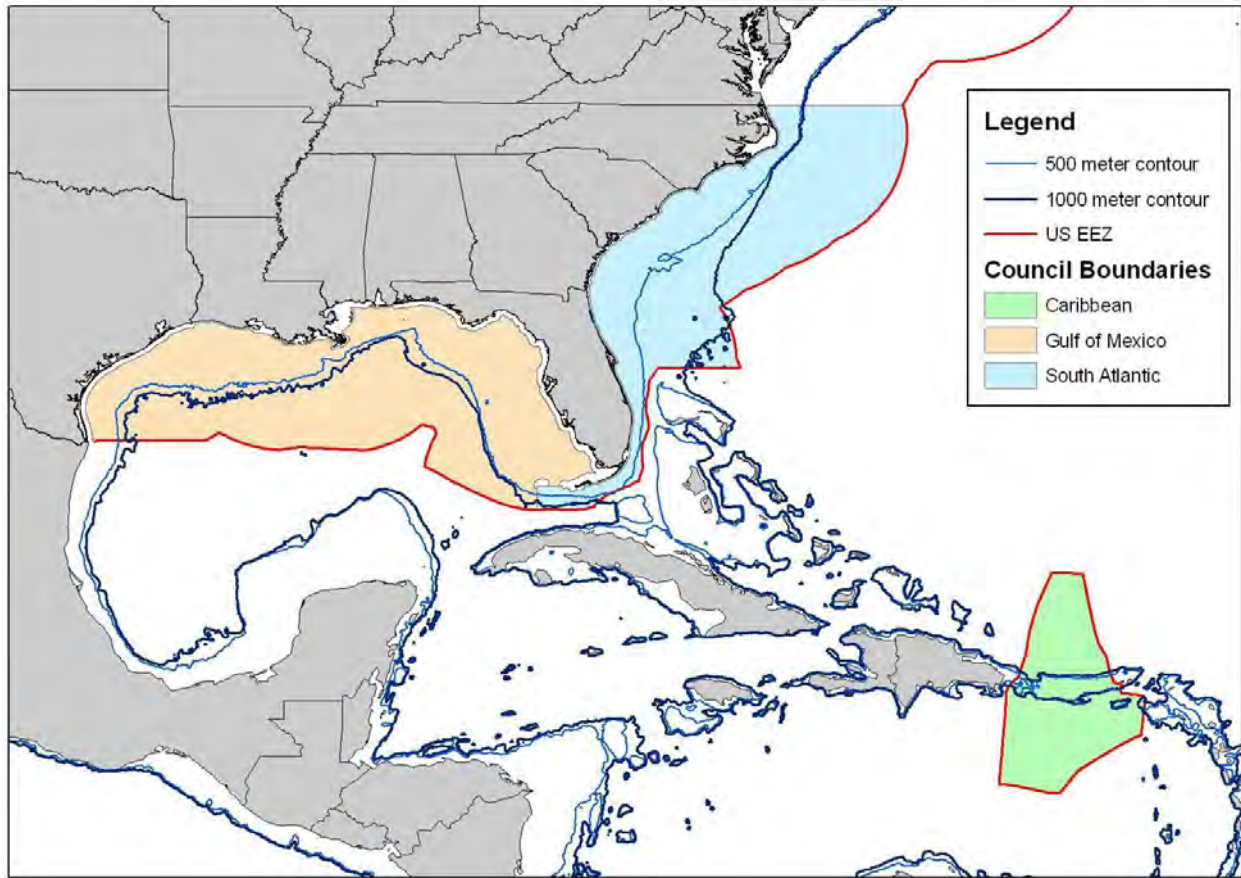 Legend
500 meter contour
1000 meter contour
US EEZ
Council Boundaries
Caribbean
Gulf of Mexico
South Atlantic